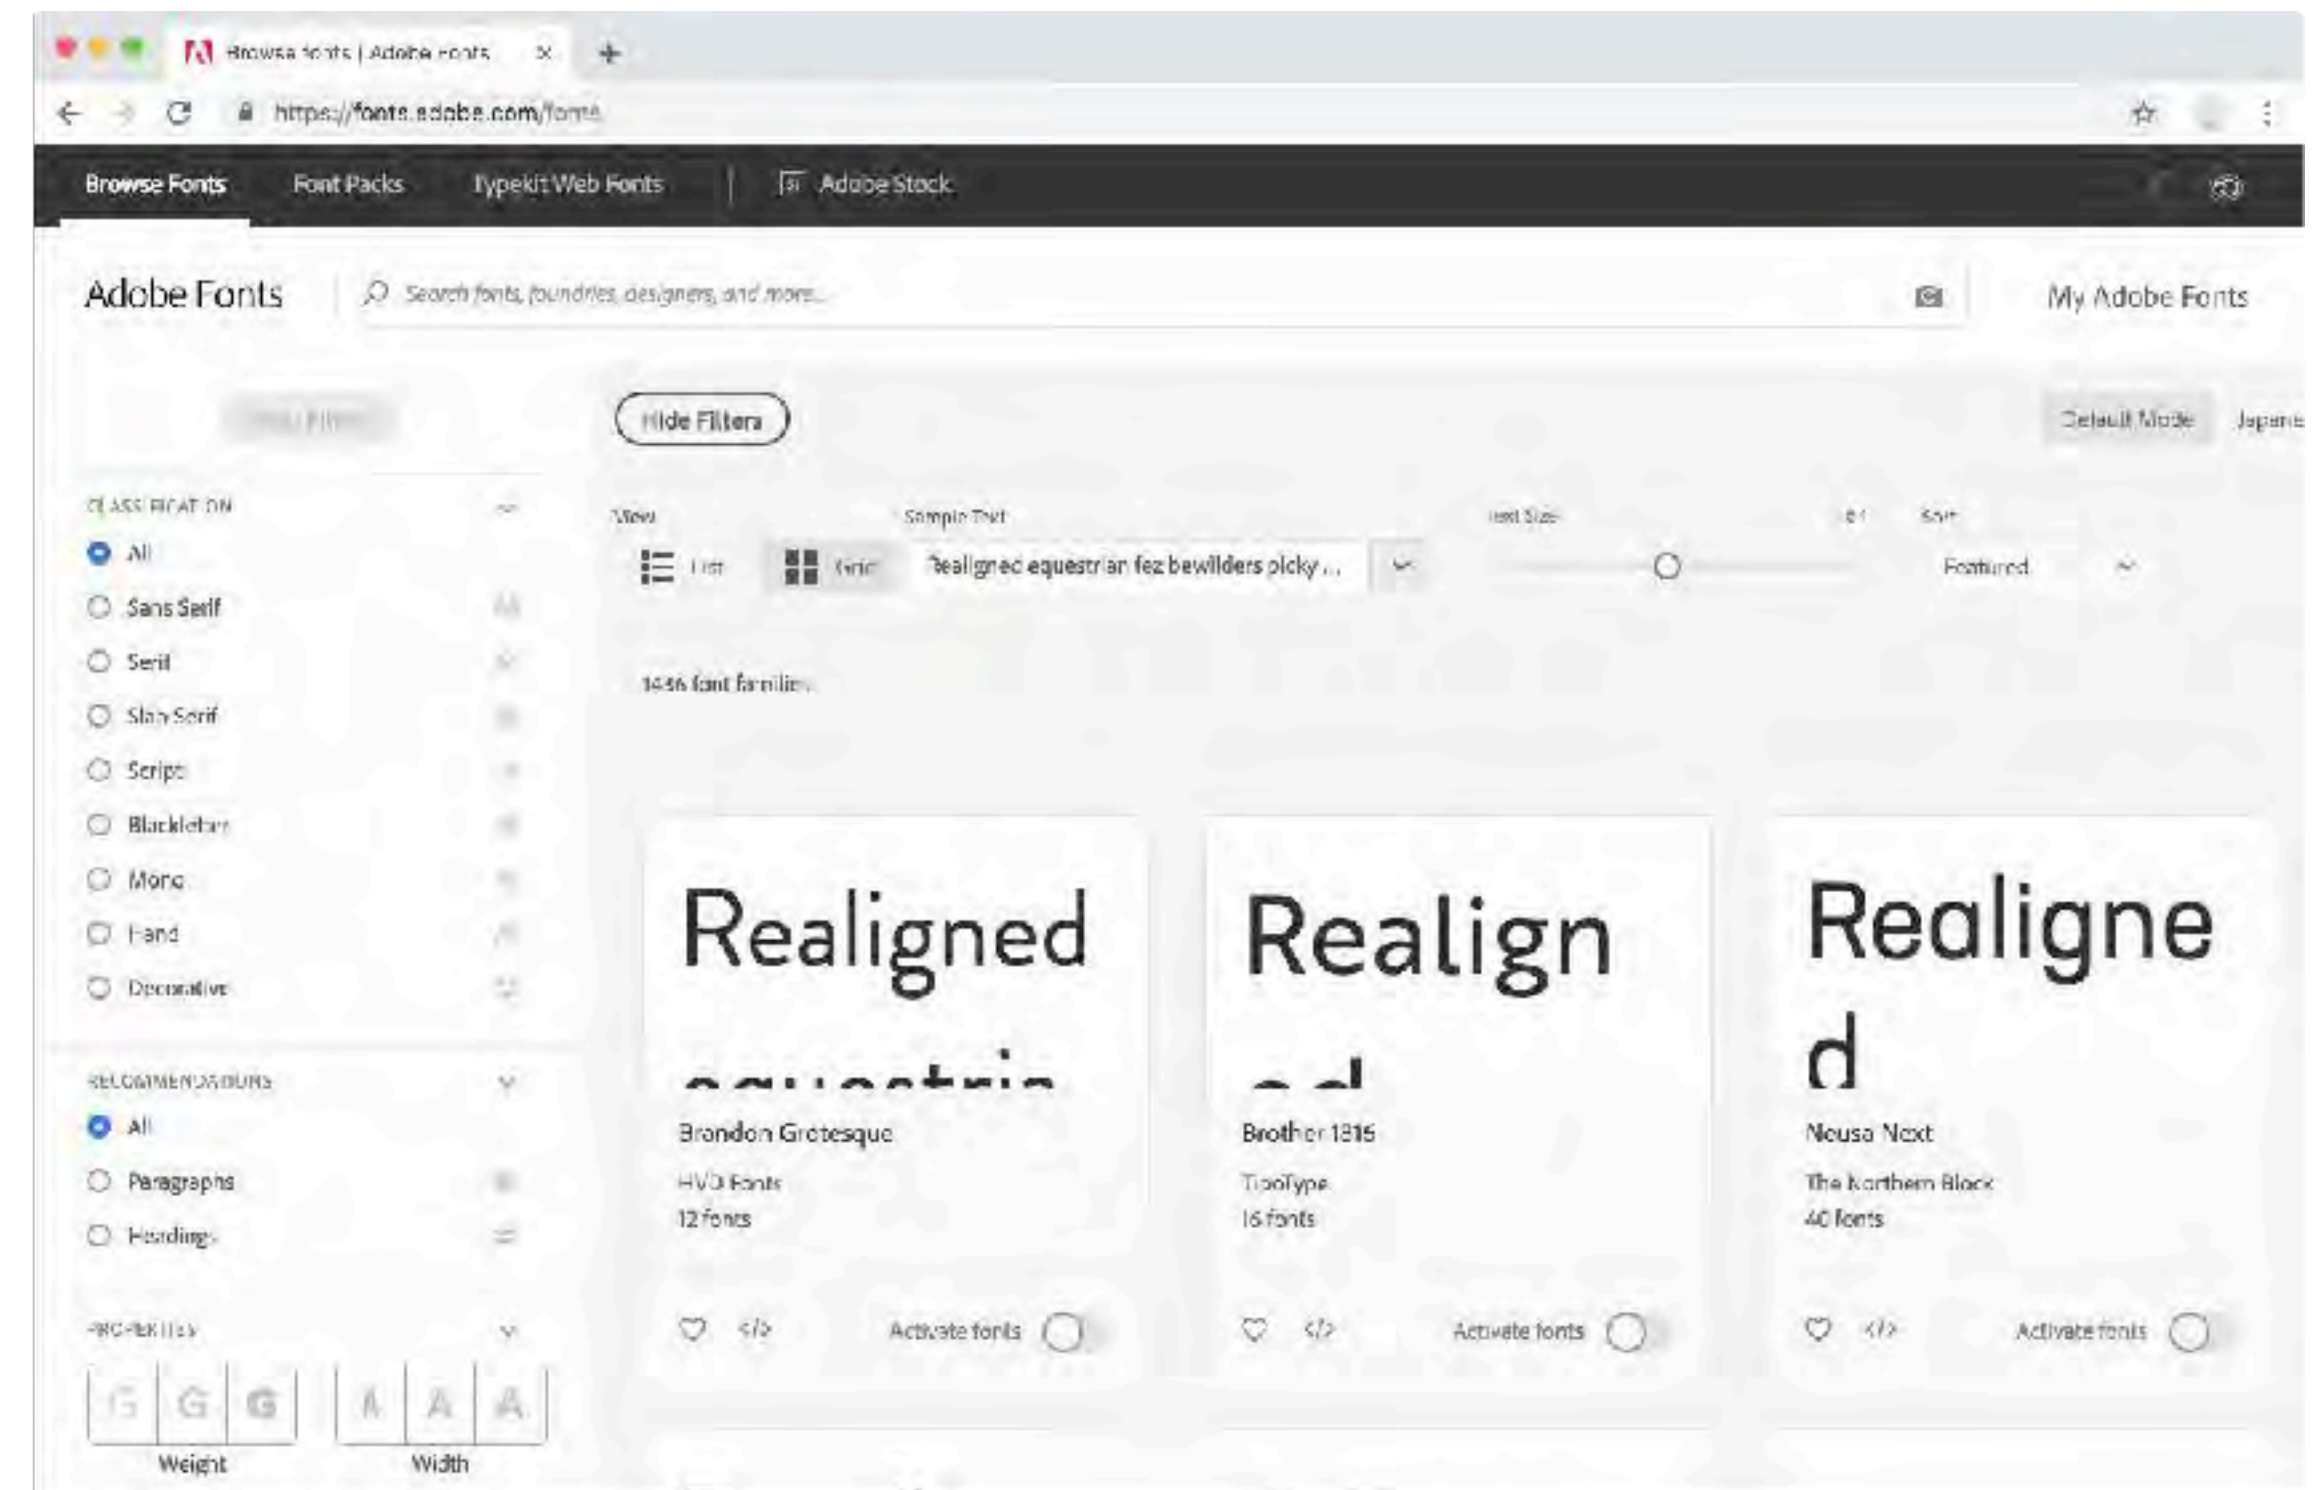 Browse fonts | Adobe Fonts
https://fonts.adobe.com/fonts
Browse Fonts Font Packs Typekit Web Fonts St Adobe Stock
Adobe Fonts Search fonts, foundries, designers, and more... My Adobe Fonts
Hide Filters Default Mode Japane
CLASSIFICATION
All
Sans Serif
Serif
Slab Serif
Script
Blackletter
Mono
Hand
Decorative
RECOMMENDATIONS
All
Paragraphs
Headings
PROPERTIES
G G G A A A
Weight Width
View Sample Text Text Size Sort
List Grid Realigned equestrian fez bewilders picky ... Featured
font families
Realigned
equestria
Brandon Grotesque
HVD Fonts
12 fonts
</> Activate fonts
Realign
ed
Brother 1816
TipoType
16 fonts
</> Activate fonts
Realigne
d
Neusa Next
The Northern Block
40 fonts
</> Activate fonts